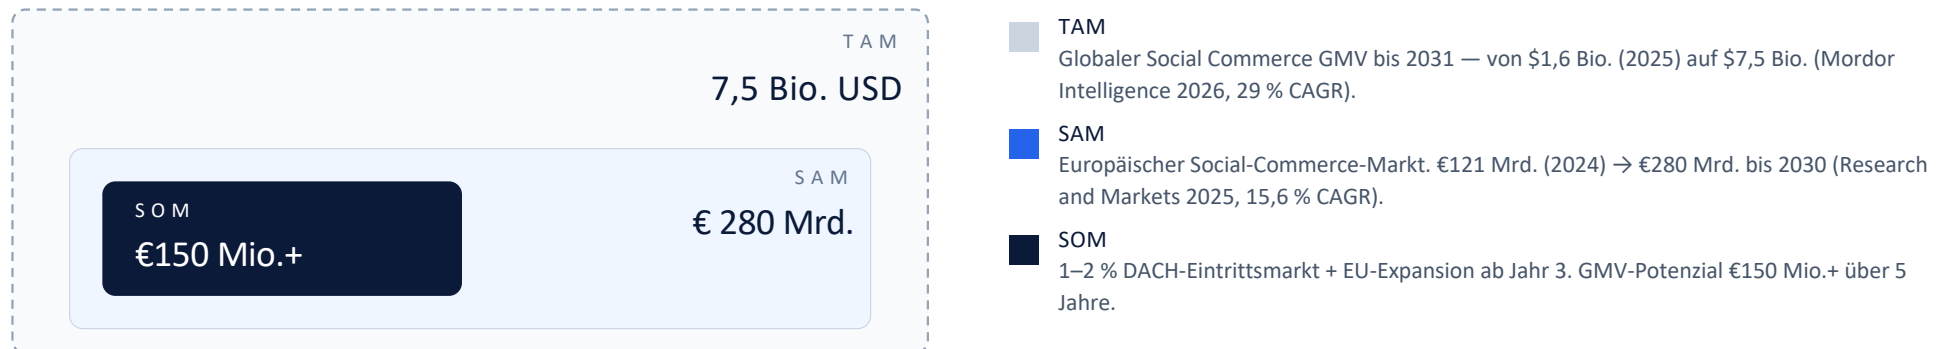 TAM
7,5 Bio. USD
SAM
€ 280 Mrd.
SOM
€150 Mio.+
TAM
Globaler Social Commerce GMV bis 2031 — von $1,6 Bio. (2025) auf $7,5 Bio. (Mordor
Intelligence 2026, 29 % CAGR).
SAM
Europäischer Social-Commerce-Markt. €121 Mrd. (2024) → €280 Mrd. bis 2030 (Research
and Markets 2025, 15,6 % CAGR).
SOM
1–2 % DACH-Eintrittsmarkt + EU-Expansion ab Jahr 3. GMV-Potenzial €150 Mio.+ über 5
Jahre.